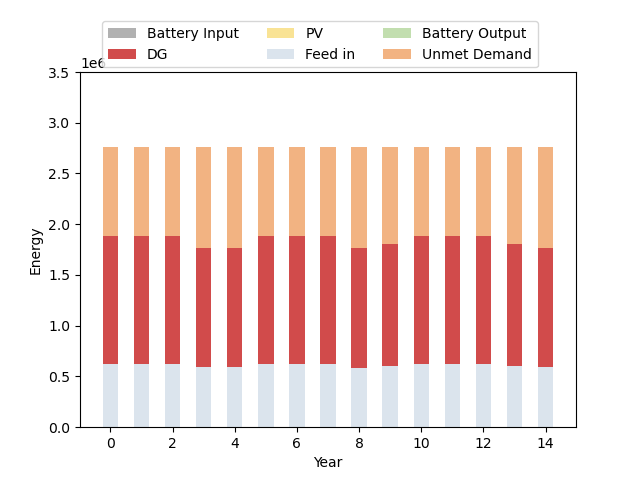 Battery Input PV Battery Output
DG Feed in Unmet Demand
1e6
3.5
3.0
2.5
2.0
1.5
1.0
0.5
0.0
Energy
0 2 4 6 8 10 12 14
Year